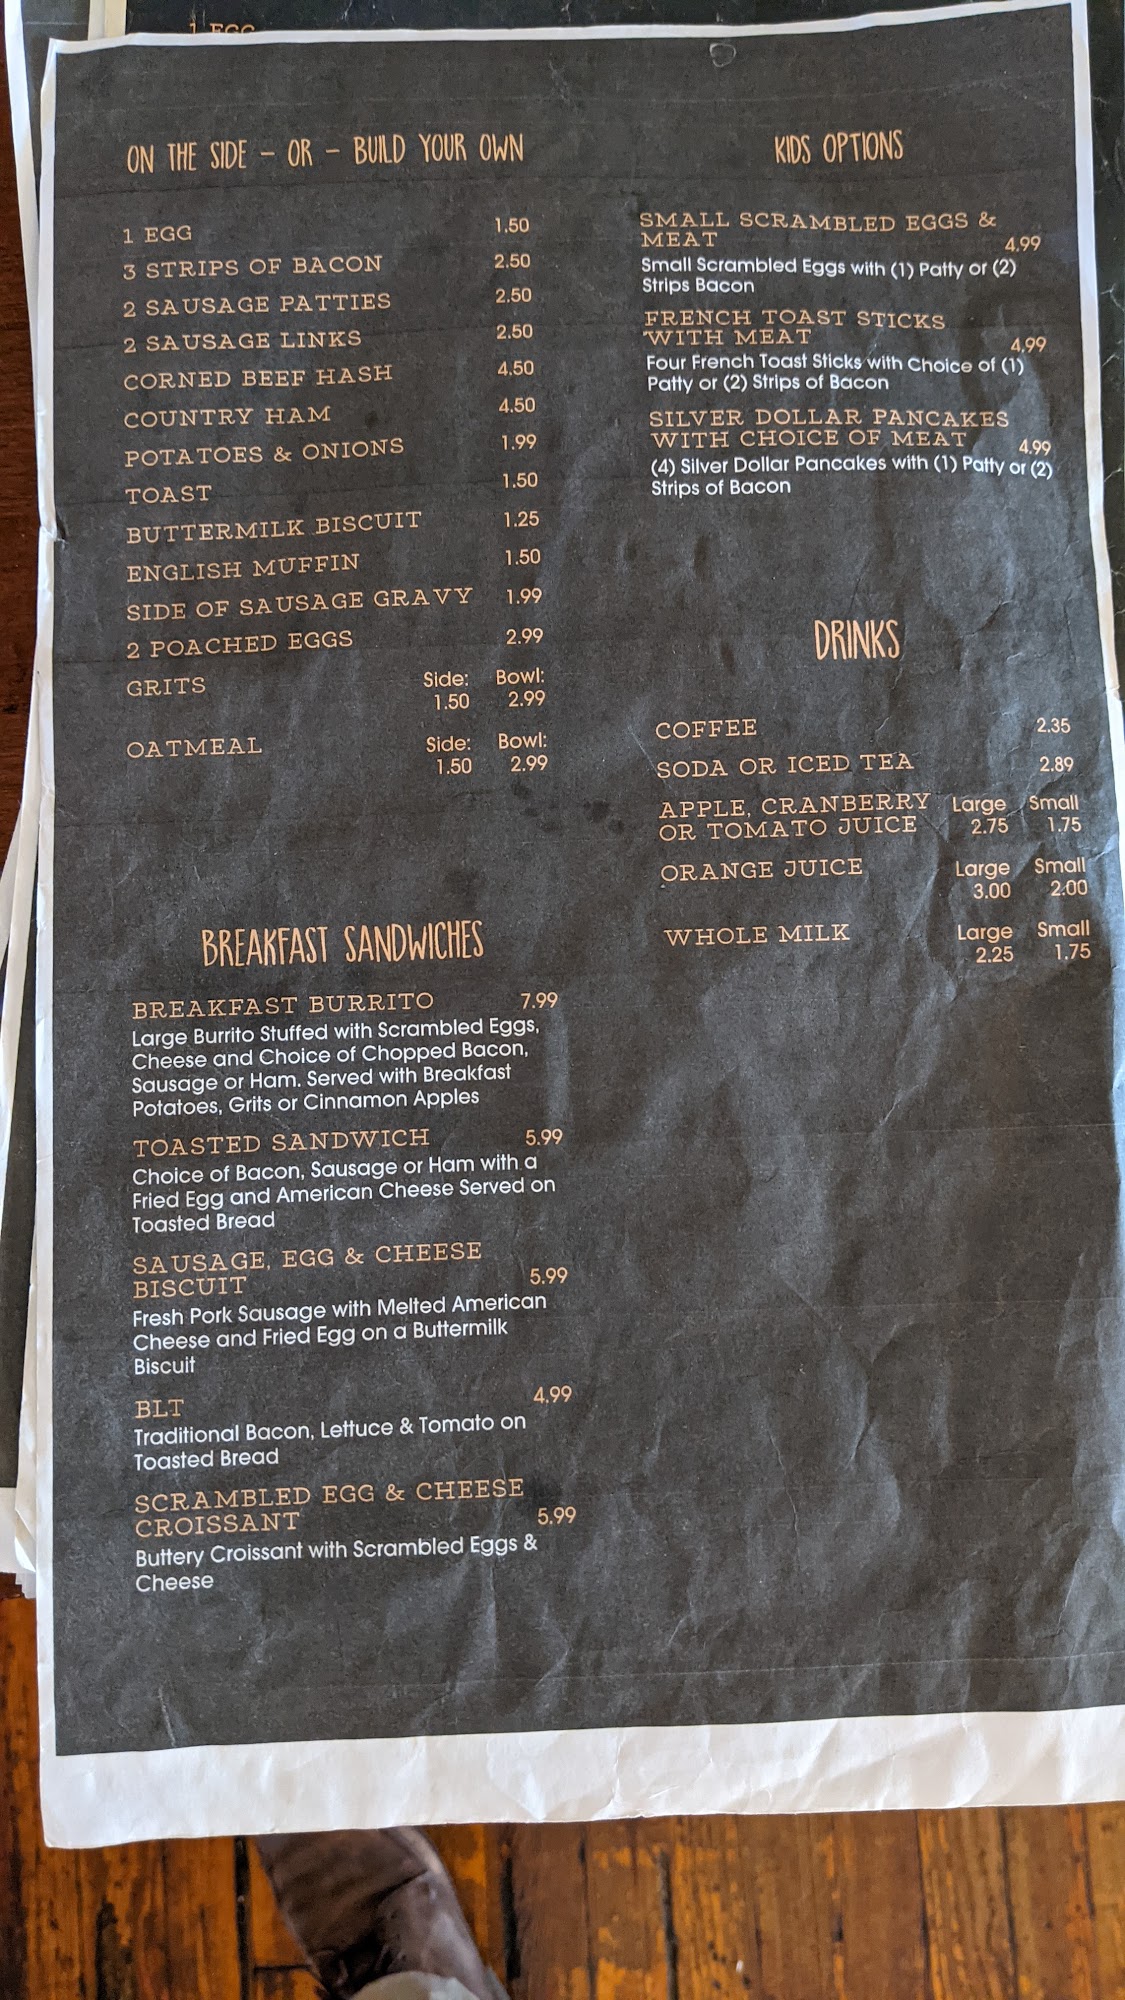 1 EGG
ON THE SIDE - OR - BUILD YOUR OWN
1 EGG 1.50
3 STRIPS OF BACON 2.50
2 SAUSAGE PATTIES 2.50
2 SAUSAGE LINKS 2.50
CORNED BEEF HASH 4.50
COUNTRY HAM 4.50
POTATOES & ONIONS 1.99
TOAST 1.50
BUTTERMILK BISCUIT 1.25
ENGLISH MUFFIN 1.50
SIDE OF SAUSAGE GRAVY 1.99
2 POACHED EGGS 2.99
GRITS Side: Bowl:
1.50 2.99
OATMEAL Side: Bowl:
1.50 2.99
BREAKFAST SANDWICHES
BREAKFAST BURRITO 7.99
Large Burrito Stuffed with Scrambled Eggs,
Cheese and Choice of Chopped Bacon,
Sausage or Ham. Served with Breakfast
Potatoes, Grits or Cinnamon Apples
TOASTED SANDWICH 5.99
Choice of Bacon, Sausage or Ham with a
Fried Egg and American Cheese Served on
Toasted Bread
SAUSAGE, EGG & CHEESE
BISCUIT 5.99
Fresh Pork Sausage with Melted American
Cheese and Fried Egg on a Buttermilk
Biscuit
BLT 4.99
Traditional Bacon, Lettuce & Tomato on
Toasted Bread
SCRAMBLED EGG & CHEESE
CROISSANT 5.99
Buttery Croissant with Scrambled Eggs &
Cheese
KIDS OPTIONS
SMALL SCRAMBLED EGGS &
MEAT 4.99
Small Scrambled Eggs with (1) Patty or (2)
Strips Bacon
FRENCH TOAST STICKS
WITH MEAT 4.99
Four French Toast Sticks with Choice of (1)
Patty or (2) Strips of Bacon
SILVER DOLLAR PANCAKES
WITH CHOICE OF MEAT 4.99
(4) Silver Dollar Pancakes with (1) Patty or (2)
Strips of Bacon
DRINKS
COFFEE 2.35
SODA OR ICED TEA 2.89
APPLE, CRANBERRY Large Small
OR TOMATO JUICE 2.75 1.75
ORANGE JUICE Large Small
3.00 2.00
WHOLE MILK Large Small
2.25 1.75